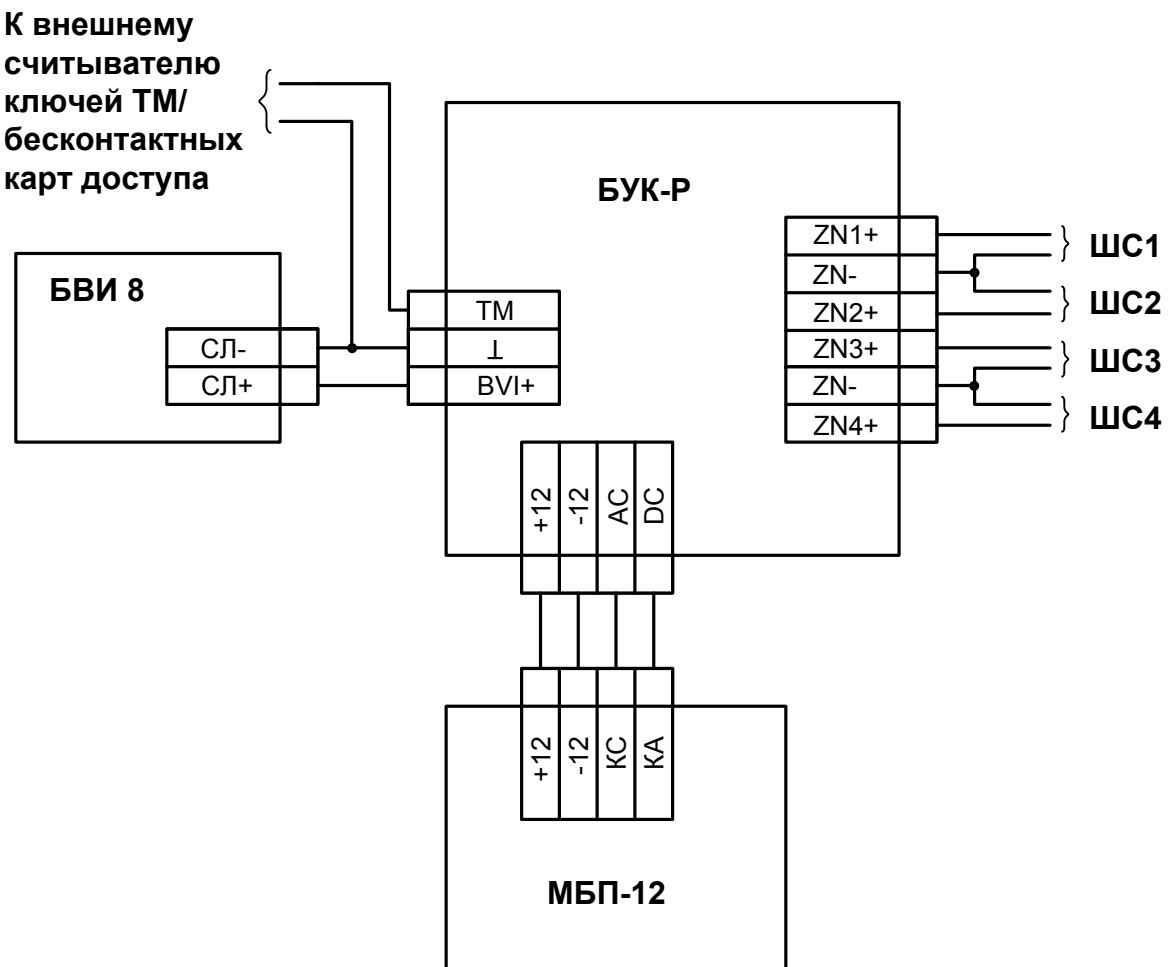 К внешнему
считывателю
ключей ТМ/
бесконтактных
карт доступа
БУК-Р
БВИ 8
СЛ-
СЛ+
TM
⊥
BVI+
ZN1+
ZN-
ZN2+
ZN3+
ZN-
ZN4+
ШС1
ШС2
ШС3
ШС4
+12
-12
AC
DC
+12
-12
КС
КА
МБП-12